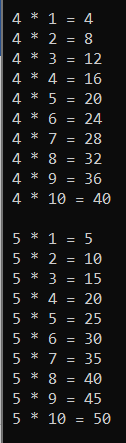 4 * 1 = 4
4 * 2 = 8
4 * 3 = 12
4 * 4 = 16
4 * 5 = 20
4 * 6 = 24
4 * 7 = 28
4 * 8 = 32
4 * 9 = 36
4 * 10 = 40

5 * 1 = 5
5 * 2 = 10
5 * 3 = 15
5 * 4 = 20
5 * 5 = 25
5 * 6 = 30
5 * 7 = 35
5 * 8 = 40
5 * 9 = 45
5 * 10 = 50